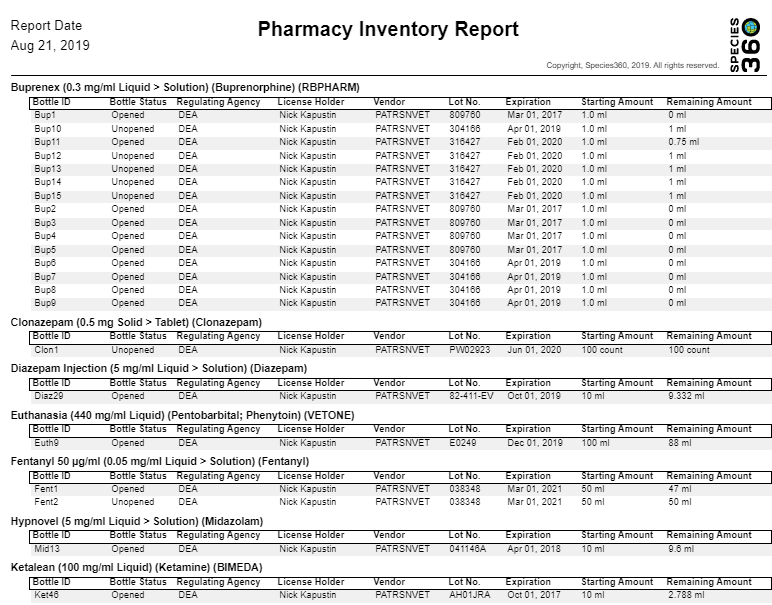 Report Date
Aug 21, 2019
Pharmacy Inventory Report
SPECIES
360
Copyright, Species360, 2019. All rights reserved.
Buprenex (0.3 mg/ml Liquid > Solution) (Buprenorphine) (RBPHARM)
Bottle ID Bottle Status Regulating Agency License Holder Vendor Lot No. Expiration Starting Amount Remaining Amount
Bup1 Opened DEA Nick Kapustin PATRSNVET 809760 Mar 01, 2017 1.0 ml 0 ml
Bup10 Unopened DEA Nick Kapustin PATRSNVET 304166 Apr 01, 2019 1.0 ml 1 ml
Bup11 Opened DEA Nick Kapustin PATRSNVET 316427 Feb 01, 2020 1.0 ml 0.75 ml
Bup12 Unopened DEA Nick Kapustin PATRSNVET 316427 Feb 01, 2020 1.0 ml 1 ml
Bup13 Unopened DEA Nick Kapustin PATRSNVET 316427 Feb 01, 2020 1.0 ml 1 ml
Bup14 Unopened DEA Nick Kapustin PATRSNVET 316427 Feb 01, 2020 1.0 ml 1 ml
Bup15 Unopened DEA Nick Kapustin PATRSNVET 316427 Feb 01, 2020 1.0 ml 1 ml
Bup2 Opened DEA Nick Kapustin PATRSNVET 809760 Mar 01, 2017 1.0 ml 0 ml
Bup3 Opened DEA Nick Kapustin PATRSNVET 809760 Mar 01, 2017 1.0 ml 0 ml
Bup4 Opened DEA Nick Kapustin PATRSNVET 809760 Mar 01, 2017 1.0 ml 0 ml
Bup5 Opened DEA Nick Kapustin PATRSNVET 809760 Mar 01, 2017 1.0 ml 0 ml
Bup6 Opened DEA Nick Kapustin PATRSNVET 304166 Apr 01, 2019 1.0 ml 0 ml
Bup7 Opened DEA Nick Kapustin PATRSNVET 304166 Apr 01, 2019 1.0 ml 0 ml
Bup8 Opened DEA Nick Kapustin PATRSNVET 304166 Apr 01, 2019 1.0 ml 0 ml
Bup9 Opened DEA Nick Kapustin PATRSNVET 304166 Apr 01, 2019 1.0 ml 0 ml
Clonazepam (0.5 mg Solid > Tablet) (Clonazepam)
Bottle ID Bottle Status Regulating Agency License Holder Vendor Lot No. Expiration Starting Amount Remaining Amount
Clon1 Unopened DEA Nick Kapustin PATRSNVET PW02923 Jun 01, 2020 100 count 100 count
Diazepam Injection (5 mg/ml Liquid > Solution) (Diazepam)
Bottle ID Bottle Status Regulating Agency License Holder Vendor Lot No. Expiration Starting Amount Remaining Amount
Diaz29 Opened DEA Nick Kapustin PATRSNVET 82-411-EV Oct 01, 2019 10 ml 9.332 ml
Euthanasia (440 mg/ml Liquid) (Pentobarbital; Phenytoin) (VETONE)
Bottle ID Bottle Status Regulating Agency License Holder Vendor Lot No. Expiration Starting Amount Remaining Amount
Euth9 Opened DEA Nick Kapustin PATRSNVET E0249 Dec 01, 2019 100 ml 88 ml
Fentanyl 50 µg/ml (0.05 mg/ml Liquid > Solution) (Fentanyl)
Bottle ID Bottle Status Regulating Agency License Holder Vendor Lot No. Expiration Starting Amount Remaining Amount
Fent1 Opened DEA Nick Kapustin PATRSNVET 038348 Mar 01, 2021 50 ml 47 ml
Fent2 Unopened DEA Nick Kapustin PATRSNVET 038348 Mar 01, 2021 50 ml 50 ml
Hypnovel (5 mg/ml Liquid > Solution) (Midazolam)
Bottle ID Bottle Status Regulating Agency License Holder Vendor Lot No. Expiration Starting Amount Remaining Amount
Mid13 Opened DEA Nick Kapustin PATRSNVET 041146A Apr 01, 2018 10 ml 9.6 ml
Ketalean (100 mg/ml Liquid) (Ketamine) (BIMEDA)
Bottle ID Bottle Status Regulating Agency License Holder Vendor Lot No. Expiration Starting Amount Remaining Amount
Ket46 Opened DEA Nick Kapustin PATRSNVET AH01JRA Oct 01, 2017 10 ml 2.788 ml